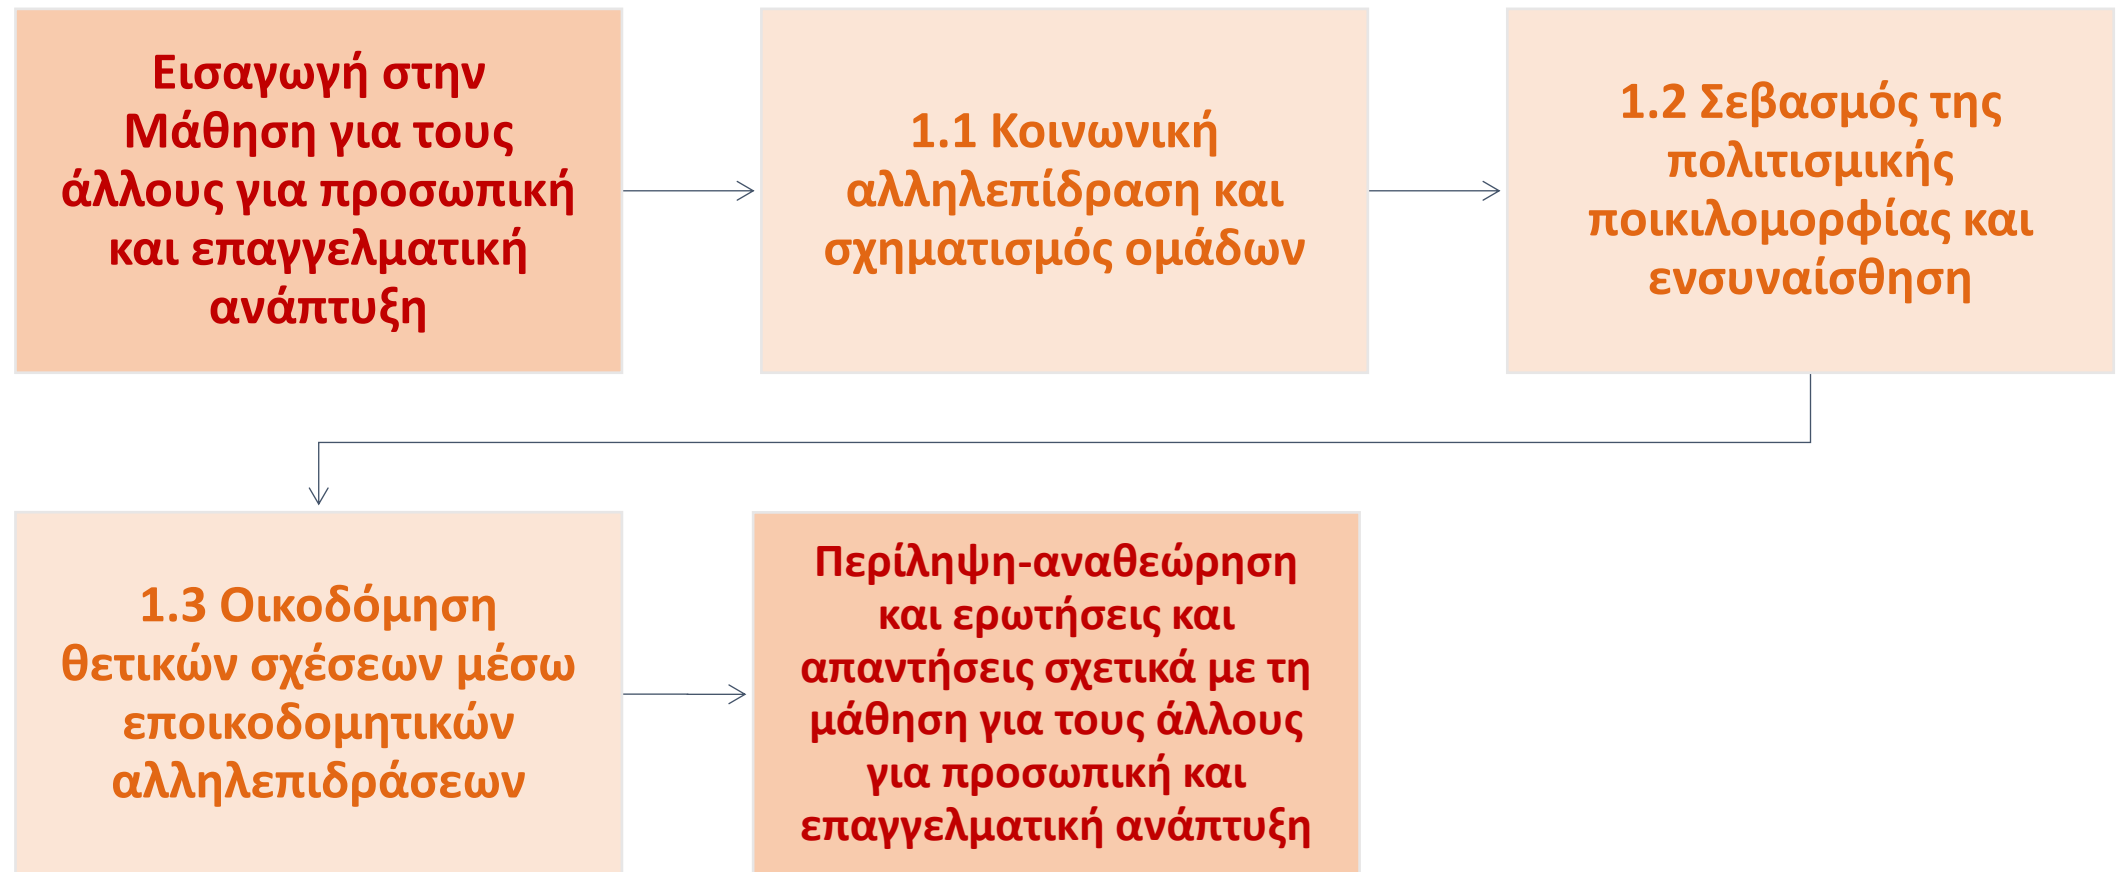 Εισαγωγή στην
Μάθηση για τους
άλλους για προσωπική
και επαγγελματική
ανάπτυξη
1.1 Κοινωνική
αλληλεπίδραση και
σχηματισμός ομάδων
1.2 Σεβασμός της
πολιτισμικής
ποικιλομορφίας και
ενσυναίσθηση
1.3 Οικοδόμηση
θετικών σχέσεων μέσω
εποικοδομητικών
αλληλεπιδράσεων
Περίληψη-αναθεώρηση
και ερωτήσεις και
απαντήσεις σχετικά με τη
μάθηση για τους άλλους
για προσωπική και
επαγγελματική ανάπτυξη